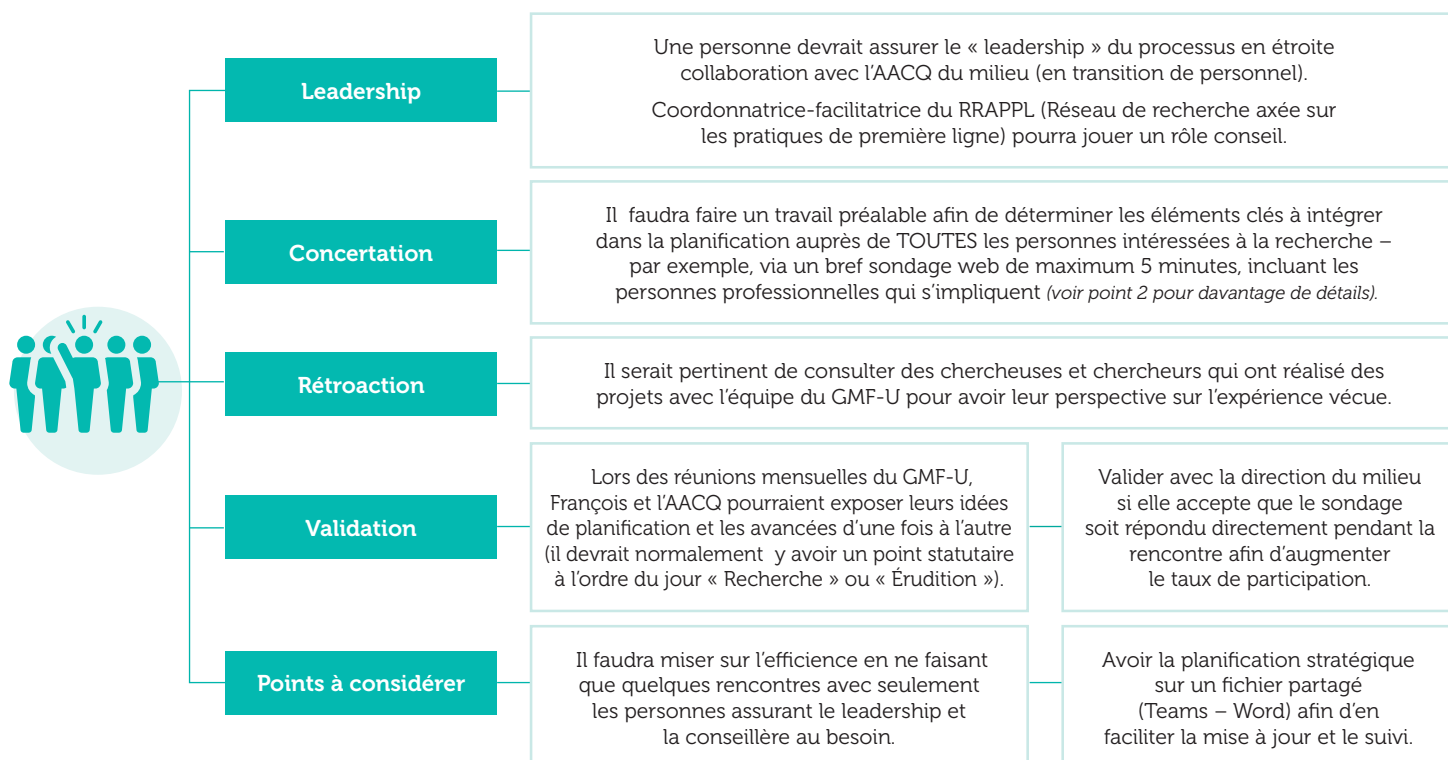 Leadership
Une personne devrait assurer le « leadership » du processus en étroite
collaboration avec l’AACQ du milieu (en transition de personnel).
Coordonnatrice-facilitatrice du RRAPPL (Réseau de recherche axée sur
les pratiques de première ligne) pourra jouer un rôle conseil.
Concertation
Il  faudra faire un travail préalable afin de déterminer les éléments clés à intégrer
dans la planification auprès de TOUTES les personnes intéressées à la recherche –
par exemple, via un bref sondage web de maximum 5 minutes, incluant les
personnes professionnelles qui s’impliquent (voir point 2 pour davantage de détails).
Rétroaction
Il serait pertinent de consulter des chercheuses et chercheurs qui ont réalisé des
projets avec l’équipe du GMF-U pour avoir leur perspective sur l’expérience vécue.
Validation
Lors des réunions mensuelles du GMF-U,
François et l’AACQ pourraient exposer leurs idées
de planification et les avancées d’une fois à l’autre
(il devrait normalement  y avoir un point statutaire
à l’ordre du jour « Recherche » ou « Érudition »).
Valider avec la direction du milieu
si elle accepte que le sondage
soit répondu directement pendant la
rencontre afin d’augmenter
le taux de participation.
Points à considérer
Il faudra miser sur l’efficience en ne faisant
que quelques rencontres avec seulement
les personnes assurant le leadership et
la conseillère au besoin.
Avoir la planification stratégique
sur un fichier partagé
(Teams – Word) afin d’en
faciliter la mise à jour et le suivi.